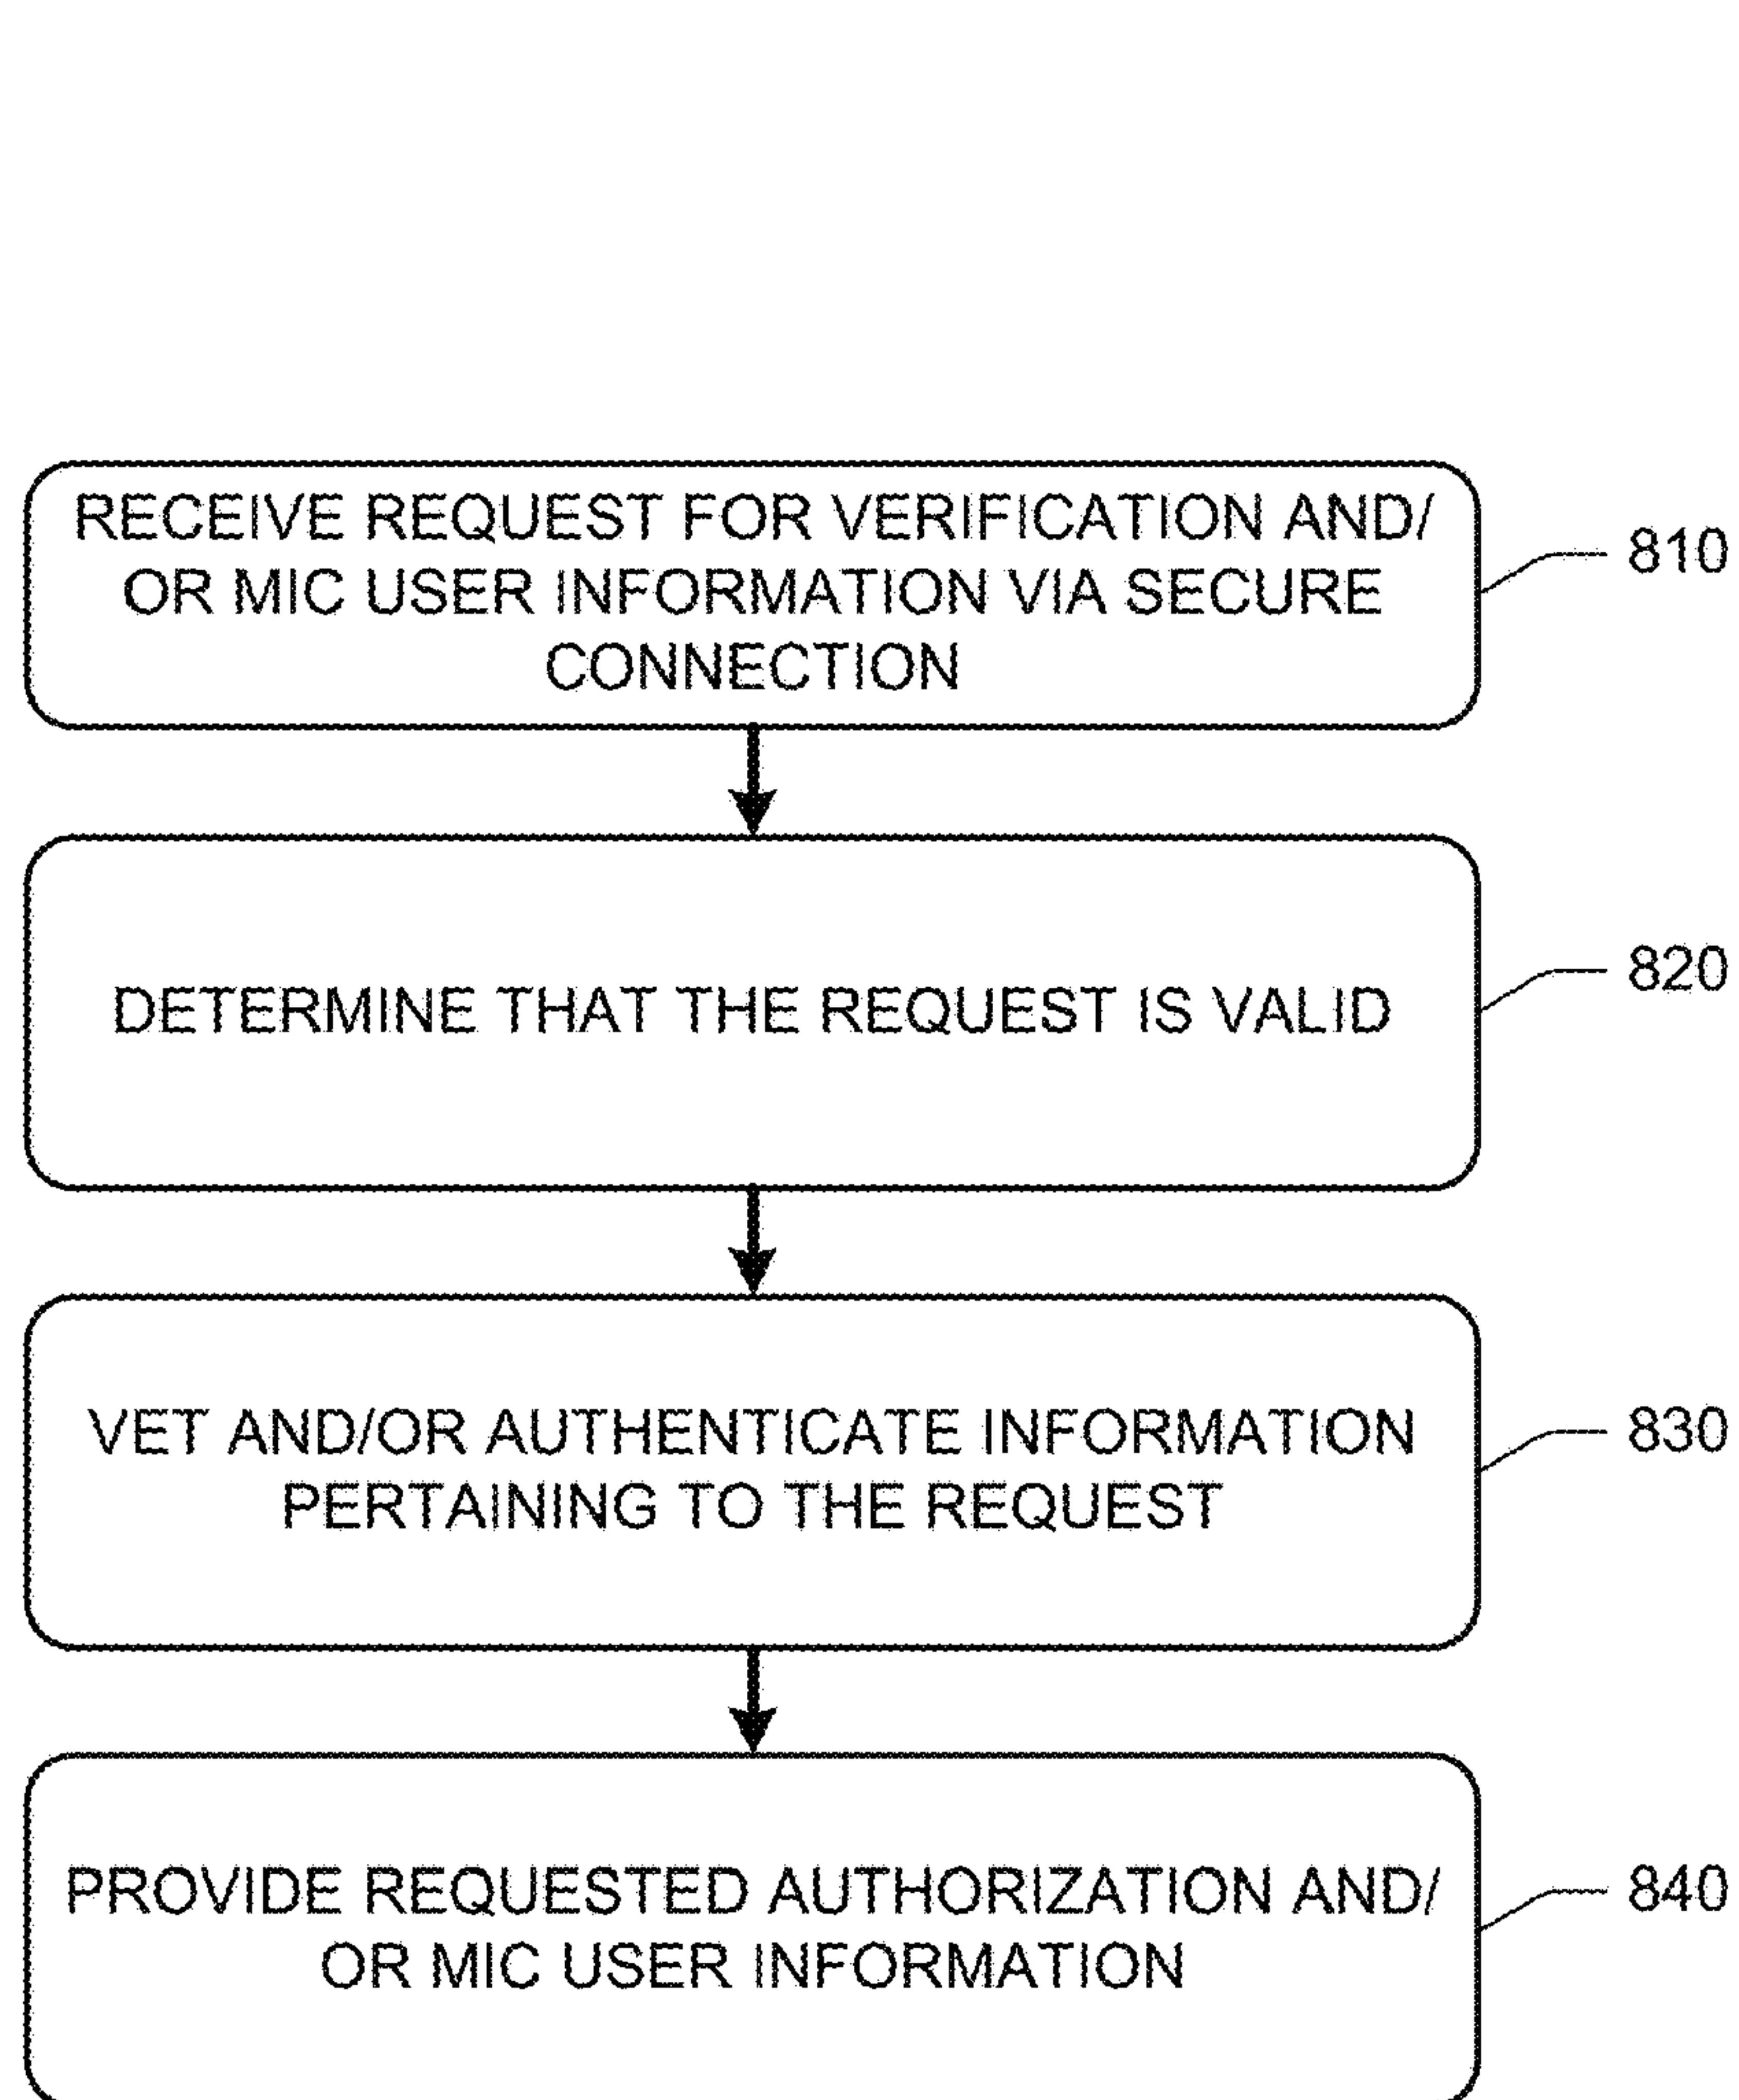 RECEIVE REQUEST FOR VERIFICATION AND/
OR MIC USER INFORMATION VIA SECURE
CONNECTION
810
DETERMINE THAT THE REQUEST IS VALID
820
VET AND/OR AUTHENTICATE INFORMATION
PERTAINING TO THE REQUEST
830
PROVIDE REQUESTED AUTHORIZATION AND/
OR MIC USER INFORMATION
840